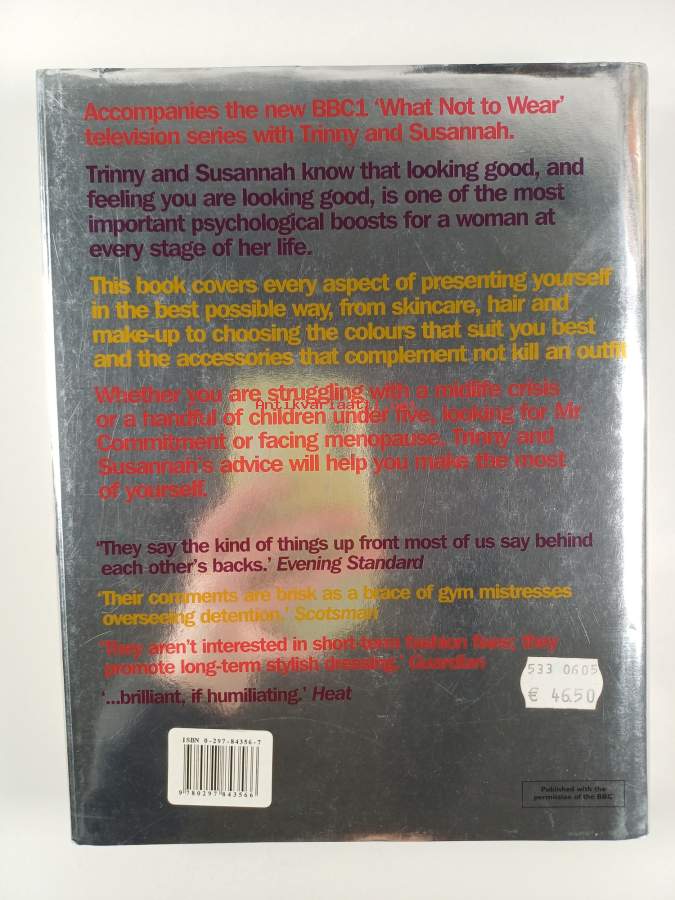 Accompanies the new BBC1 'What Not to Wear'
television series with Trinny and Susannah.
Trinny and Susannah know that looking good, and
feeling you are looking good, is one of the most
important psychological boosts for a woman at
every stage of her life.
This book covers every aspect of presenting yourself
in the best possible way, from skincare, hair and
make-up to choosing the colours that suit you best
and the accessories that complement not kill an outfit
Whether you are struggling with a midlife crisis
or a handful of children under five, looking for Mr
Commitment or facing menopause, Trinny and
Susannah's advice will help you make the most
of yourself.
'They say the kind of things up front most of us say behind
each other's backs.' Evening Standard
'Their comments are brisk as a brace of gym mistresses
overseeing detention.' Scotsman
'They aren't interested in short-term fashion fixes; they
promote long-term stylish dressing.' Guardian
'...brilliant, if humiliating.' Heat
533 0605
€ 46.50
ISBN 0-297-84356-7
9 780297 843566
Published with the
permission of the BBC